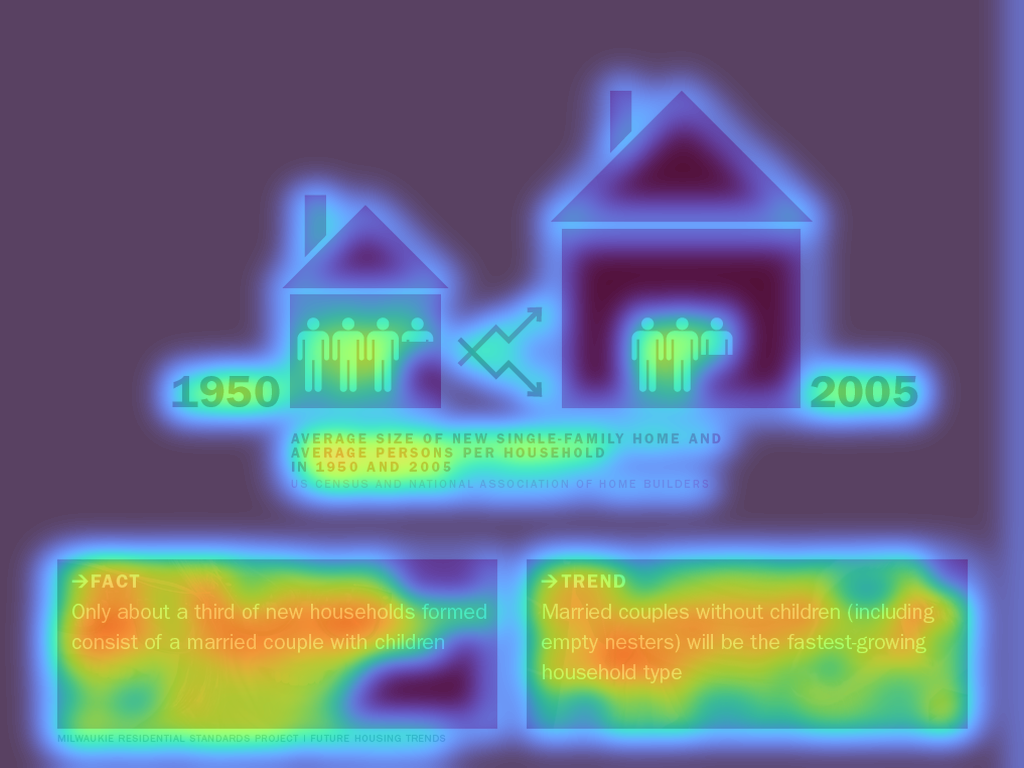 1950
2005
AVERAGE SIZE OF NEW SINGLE-FAMILY HOME AND
AVERAGE PERSONS PER HOUSEHOLD
IN 1950 AND 2005
US CENSUS AND NATIONAL ASSOCIATION OF HOME BUILDERS
→FACT
Only about a third of new households formed
consist of a married couple with children
→TREND
Married couples without children (including
empty nesters) will be the fastest-growing
household type
MILWAUKIE RESIDENTIAL STANDARDS PROJECT | FUTURE HOUSING TRENDS